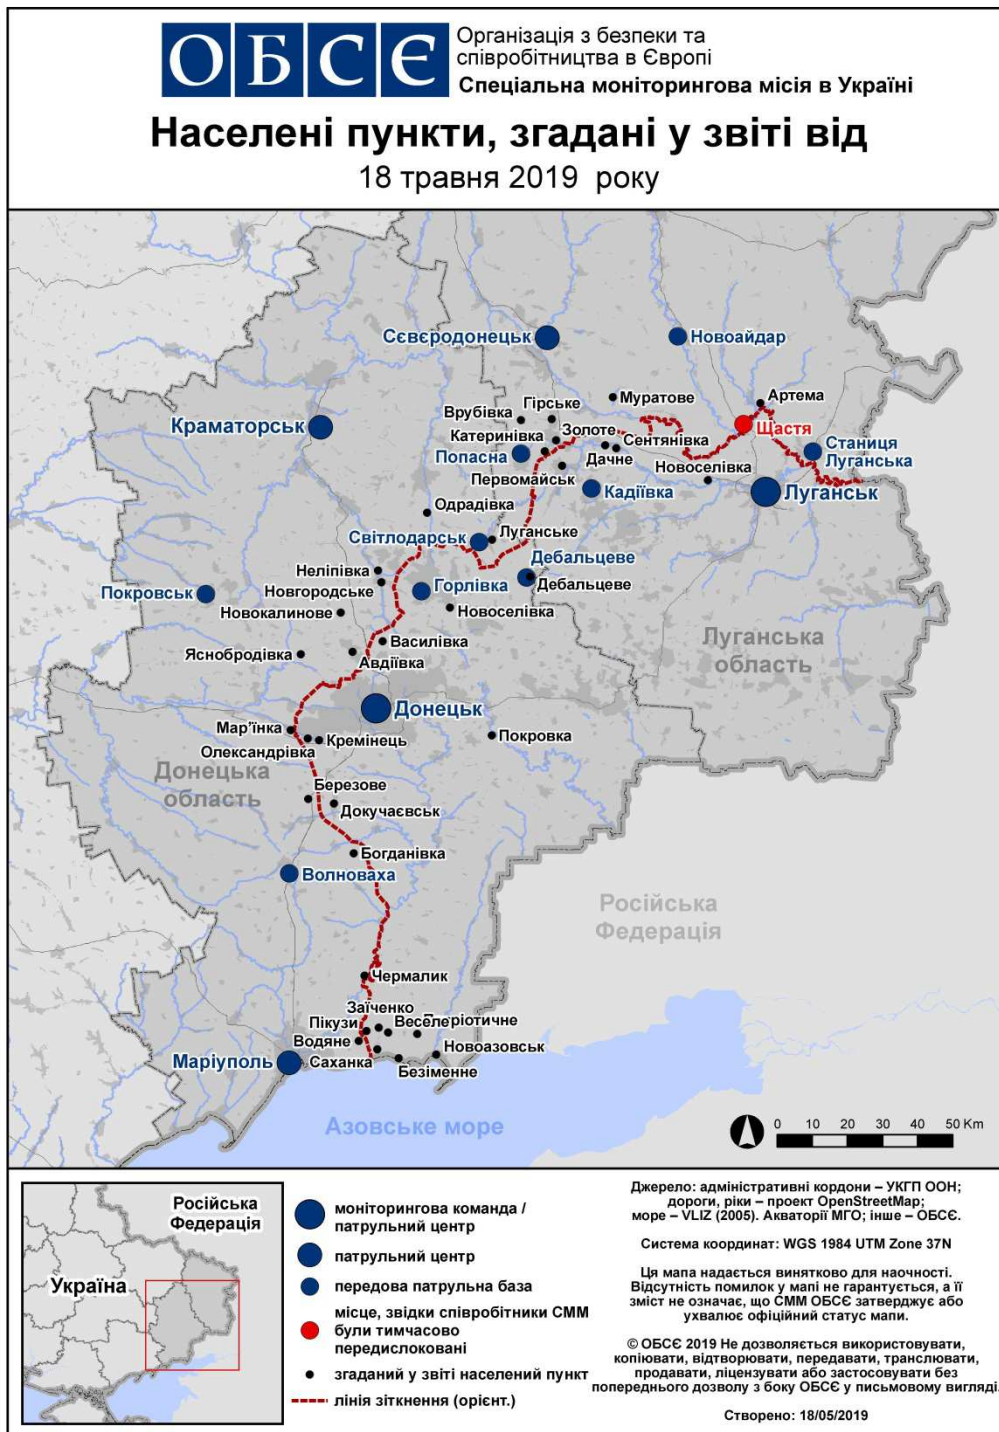 ОБСЄ
Організація з безпеки та
співробітництва в Європі
Спеціальна моніторингова місія в Україні
Населені пункти, згадані у звіті від
18 травня 2019 року
Сєвєродонецьк
Новоайдар
Муратове
Артема
Гірське
Врубівка
Щастя
Краматорськ
Золоте
Катеринівка
Сентянівка
Станиця
Луганська
Попасна
Дачне
Новоселівка
Первомайськ
Кадіївка
Луганськ
Одрадівка
Світлодарськ
Луганське
Дебальцеве
Неліпівка
Дебальцеве
Новгородське
Горлівка
Покровськ
Новокалинове
Новоселівка
Василівка
Луганська
область
Яснобродівка
Авдіївка
Донецьк
Мар’їнка
Кремінець
Покровка
Олександрівка
Донецька
область
Березове
Докучаєвськ
Богданівка
Волноваха
Російська
Федерація
Чермалик
Заїченко
Пікузи
Веселе
Водяне
Новоазовськ
Маріуполь
Саханка
Безіменне
Азовське море
0 10 20 30 40 50 Km
Російська
Федерація
Україна
моніторингова команда /
патрульний центр
патрульний центр
передова патрульна база
місце, звідки співробітники СММ
були тимчасово
передислоковані
згаданий у звіті населений пункт
лінія зіткнення (орієнт.)
Джерело: адміністративні кордони – УКГП ООН;
дороги, ріки – проект OpenStreetMap;
море – VLIZ (2005). Акваторії МГО; інше – ОБСЄ.
Система координат: WGS 1984 UTM Zone 37N
Ця мапа надається винятково для наочності.
Відсутність помилок у мапі не гарантується, а її
зміст не означає, що СММ ОБСЄ затверджує або
ухвалює офіційний статус мапи.
© ОБСЄ 2019 Не дозволяється використовувати,
копіювати, відтворювати, передавати, транслювати,
продавати, ліцензувати або застосовувати без
попереднього дозволу з боку ОБСЄ у письмовому вигляді.
Створено: 18/05/2019